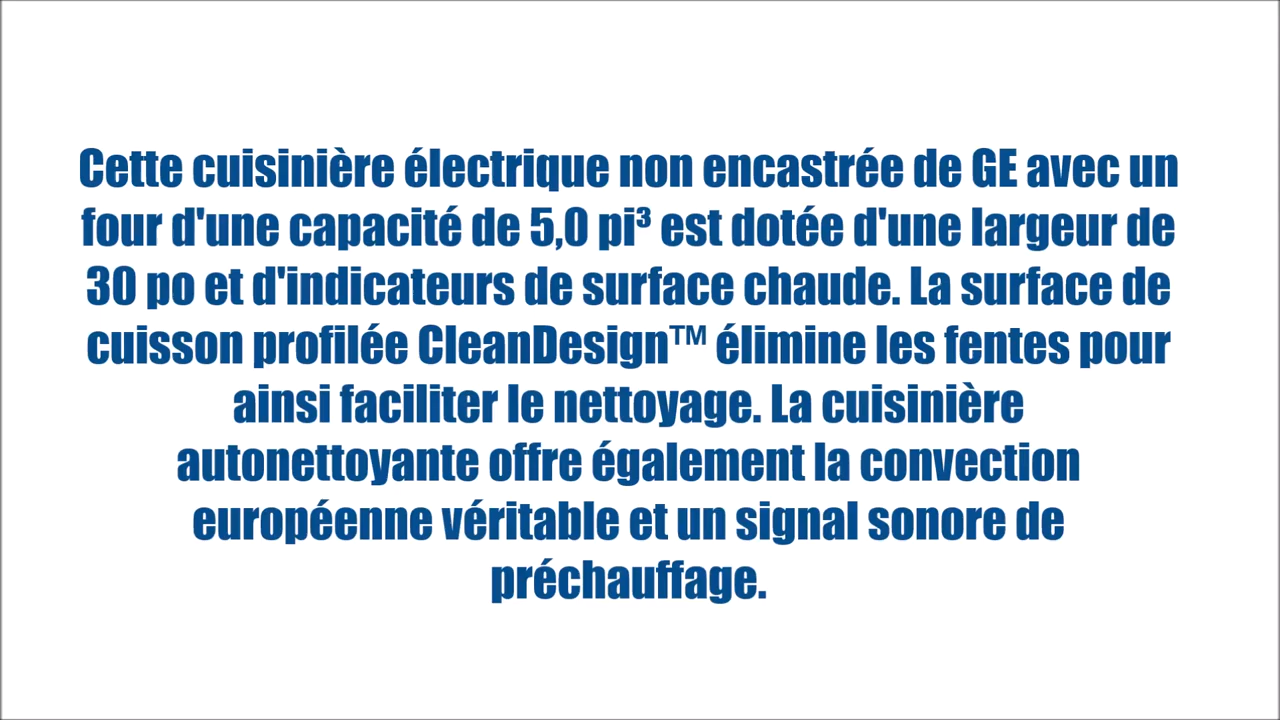 Cette cuisinière électrique non encastrée de GE avec un
four d'une capacité de 5,0 pi³ est dotée d'une largeur de
30 po et d'indicateurs de surface chaude. La surface de
cuisson profilée CleanDesign™ élimine les fentes pour
ainsi faciliter le nettoyage. La cuisinière
autonettoyante offre également la convection
européenne véritable et un signal sonore de
préchauffage.